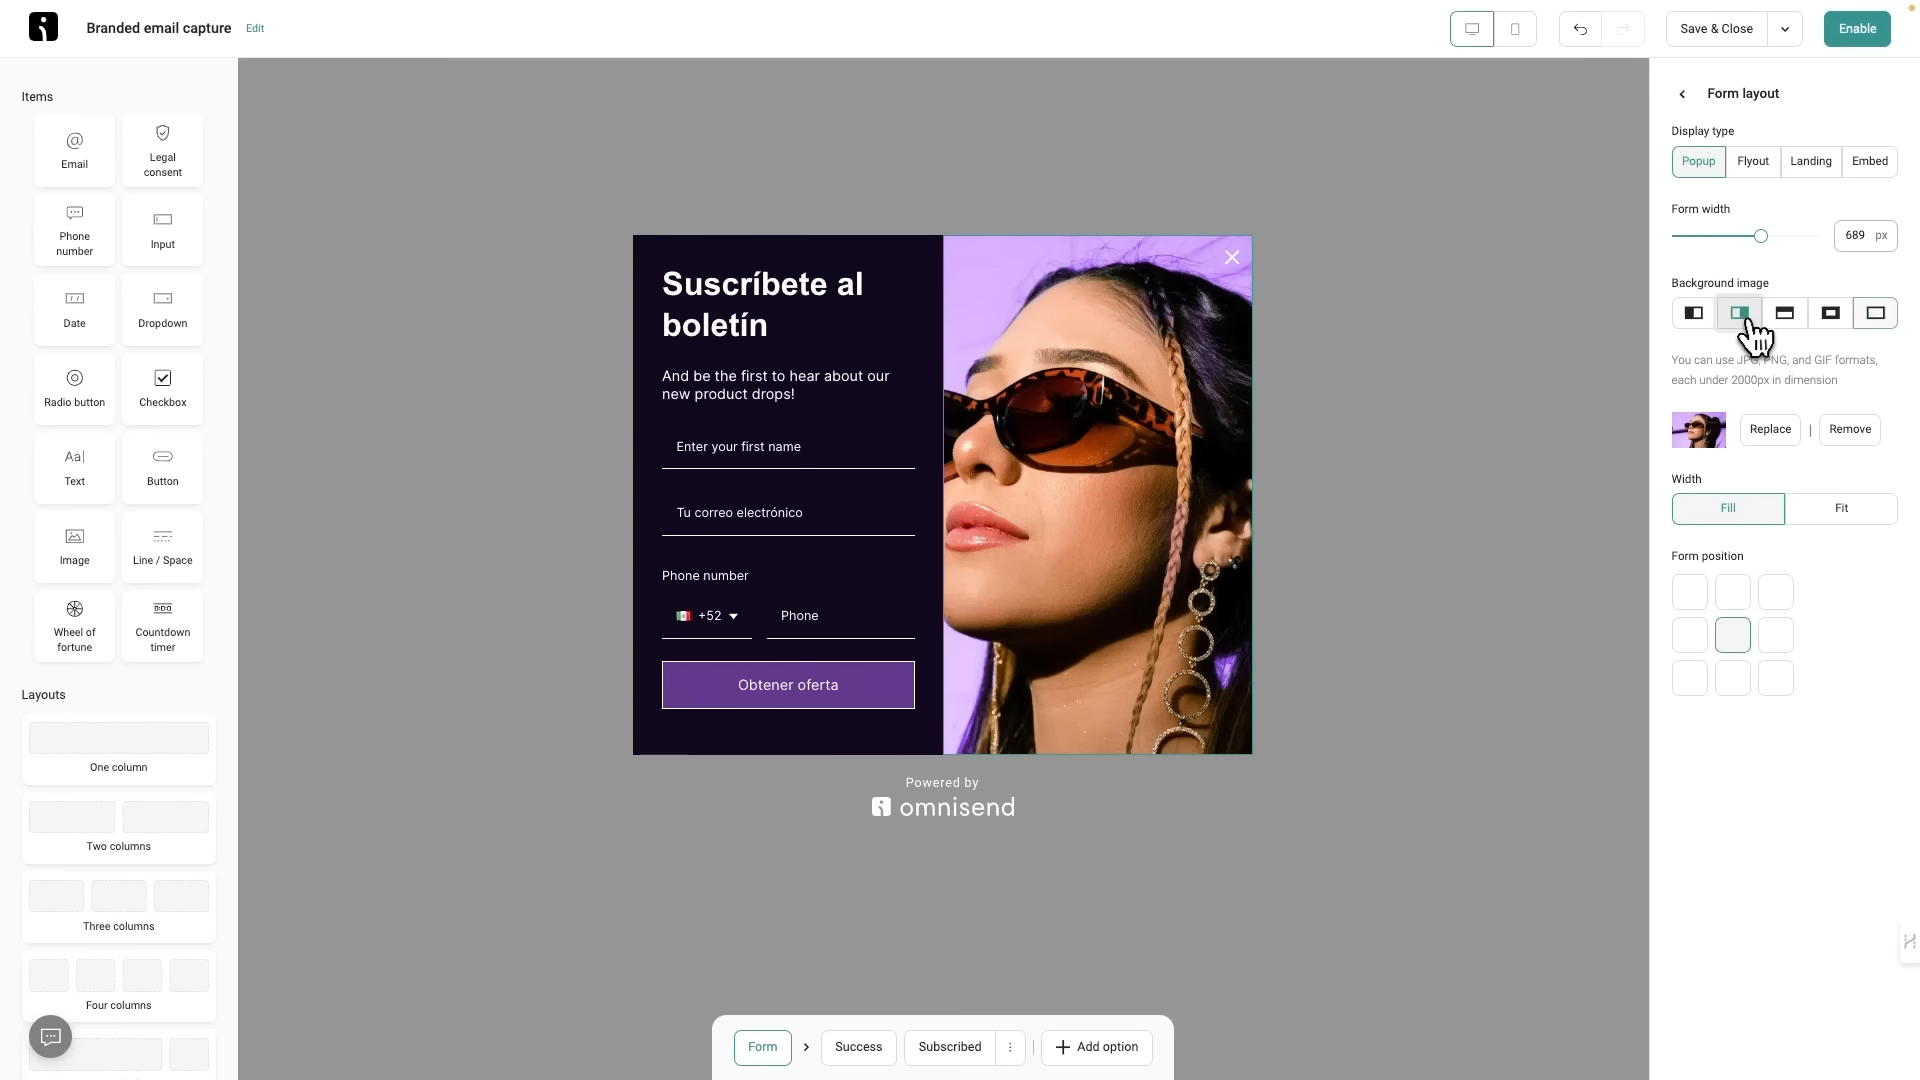 Branded email capture Edit
Save & Close
Enable
Items
Email
Legal
consent
Phone
number
Input
Date
Dropdown
Radio button
Checkbox
Aa|
Text
Button
Image
Line / Space
Wheel of
fortune
Countdown
timer
Layouts
One column
Two columns
Three columns
Four columns
Suscríbete al
boletín
And be the first to hear about our
new product drops!
Enter your first name
Tu correo electrónico
Phone number
+52
Phone
Obtener oferta
Powered by
omnisend
Form
Success
Subscribed
Add option
Form layout
Display type
Popup
Flyout
Landing
Embed
Form width
689 px
Background image
You can use JPG, PNG, and GIF formats,
each under 2000px in dimension
Replace | Remove
Width
Fill
Fit
Form position